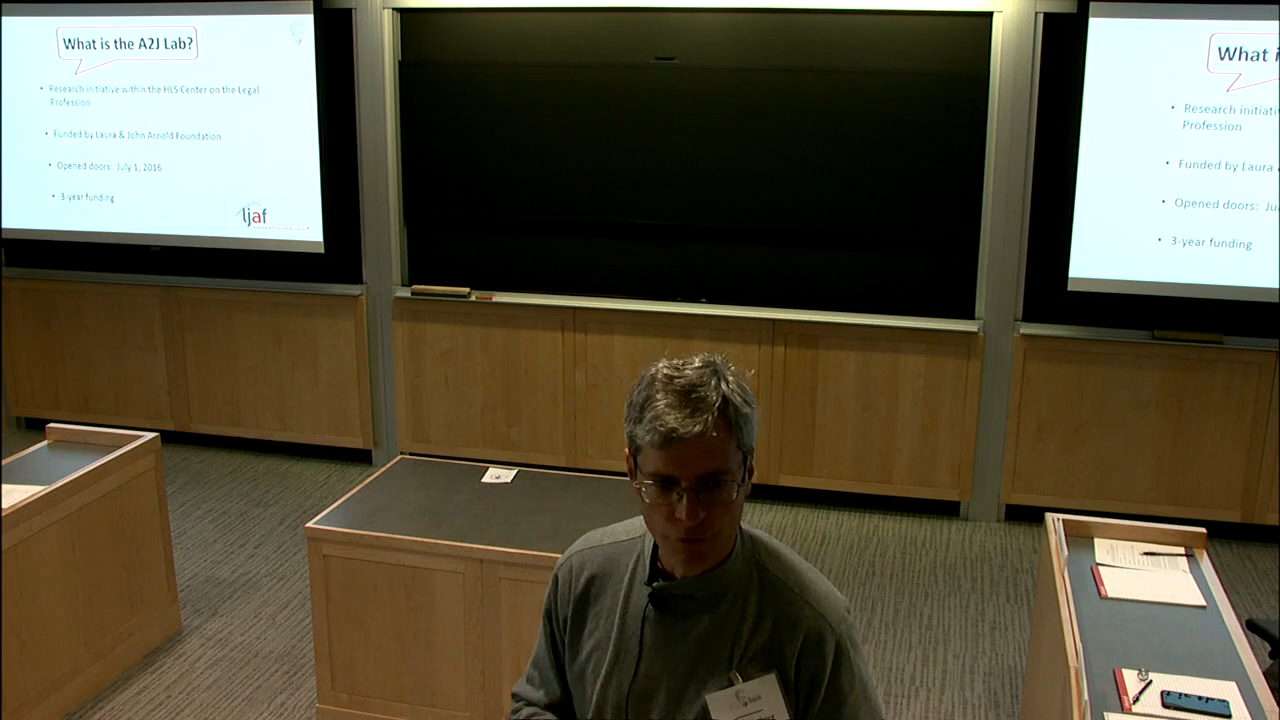 What is the A2J Lab?
• Research initiative within the HLS Center on the Legal
Profession
• Funded by Laura & John Arnold Foundation
• Opened doors: July 1, 2016
• 3-year funding
ljaf
What i
• Research initiati
Profession
• Funded by Laura
• Opened doors: Ju
• 3-year funding